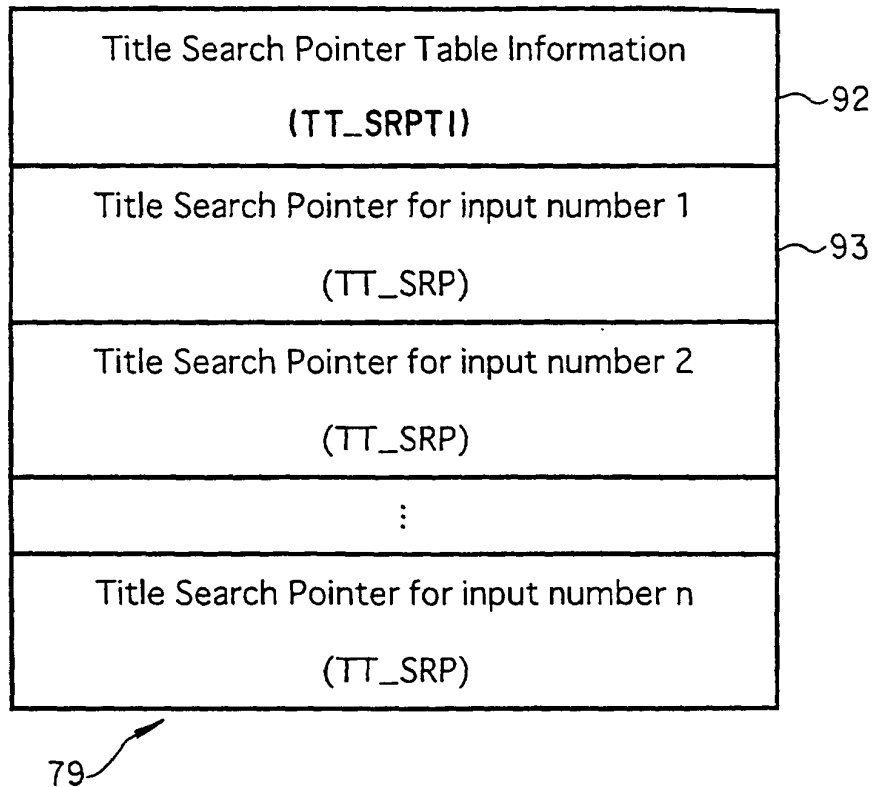 Title Search Pointer Table Information
(TT_SRPTI)
92
Title Search Pointer for input number 1
(TT_SRP)
93
Title Search Pointer for input number 2
(TT_SRP)
⋮
Title Search Pointer for input number n
(TT_SRP)
79